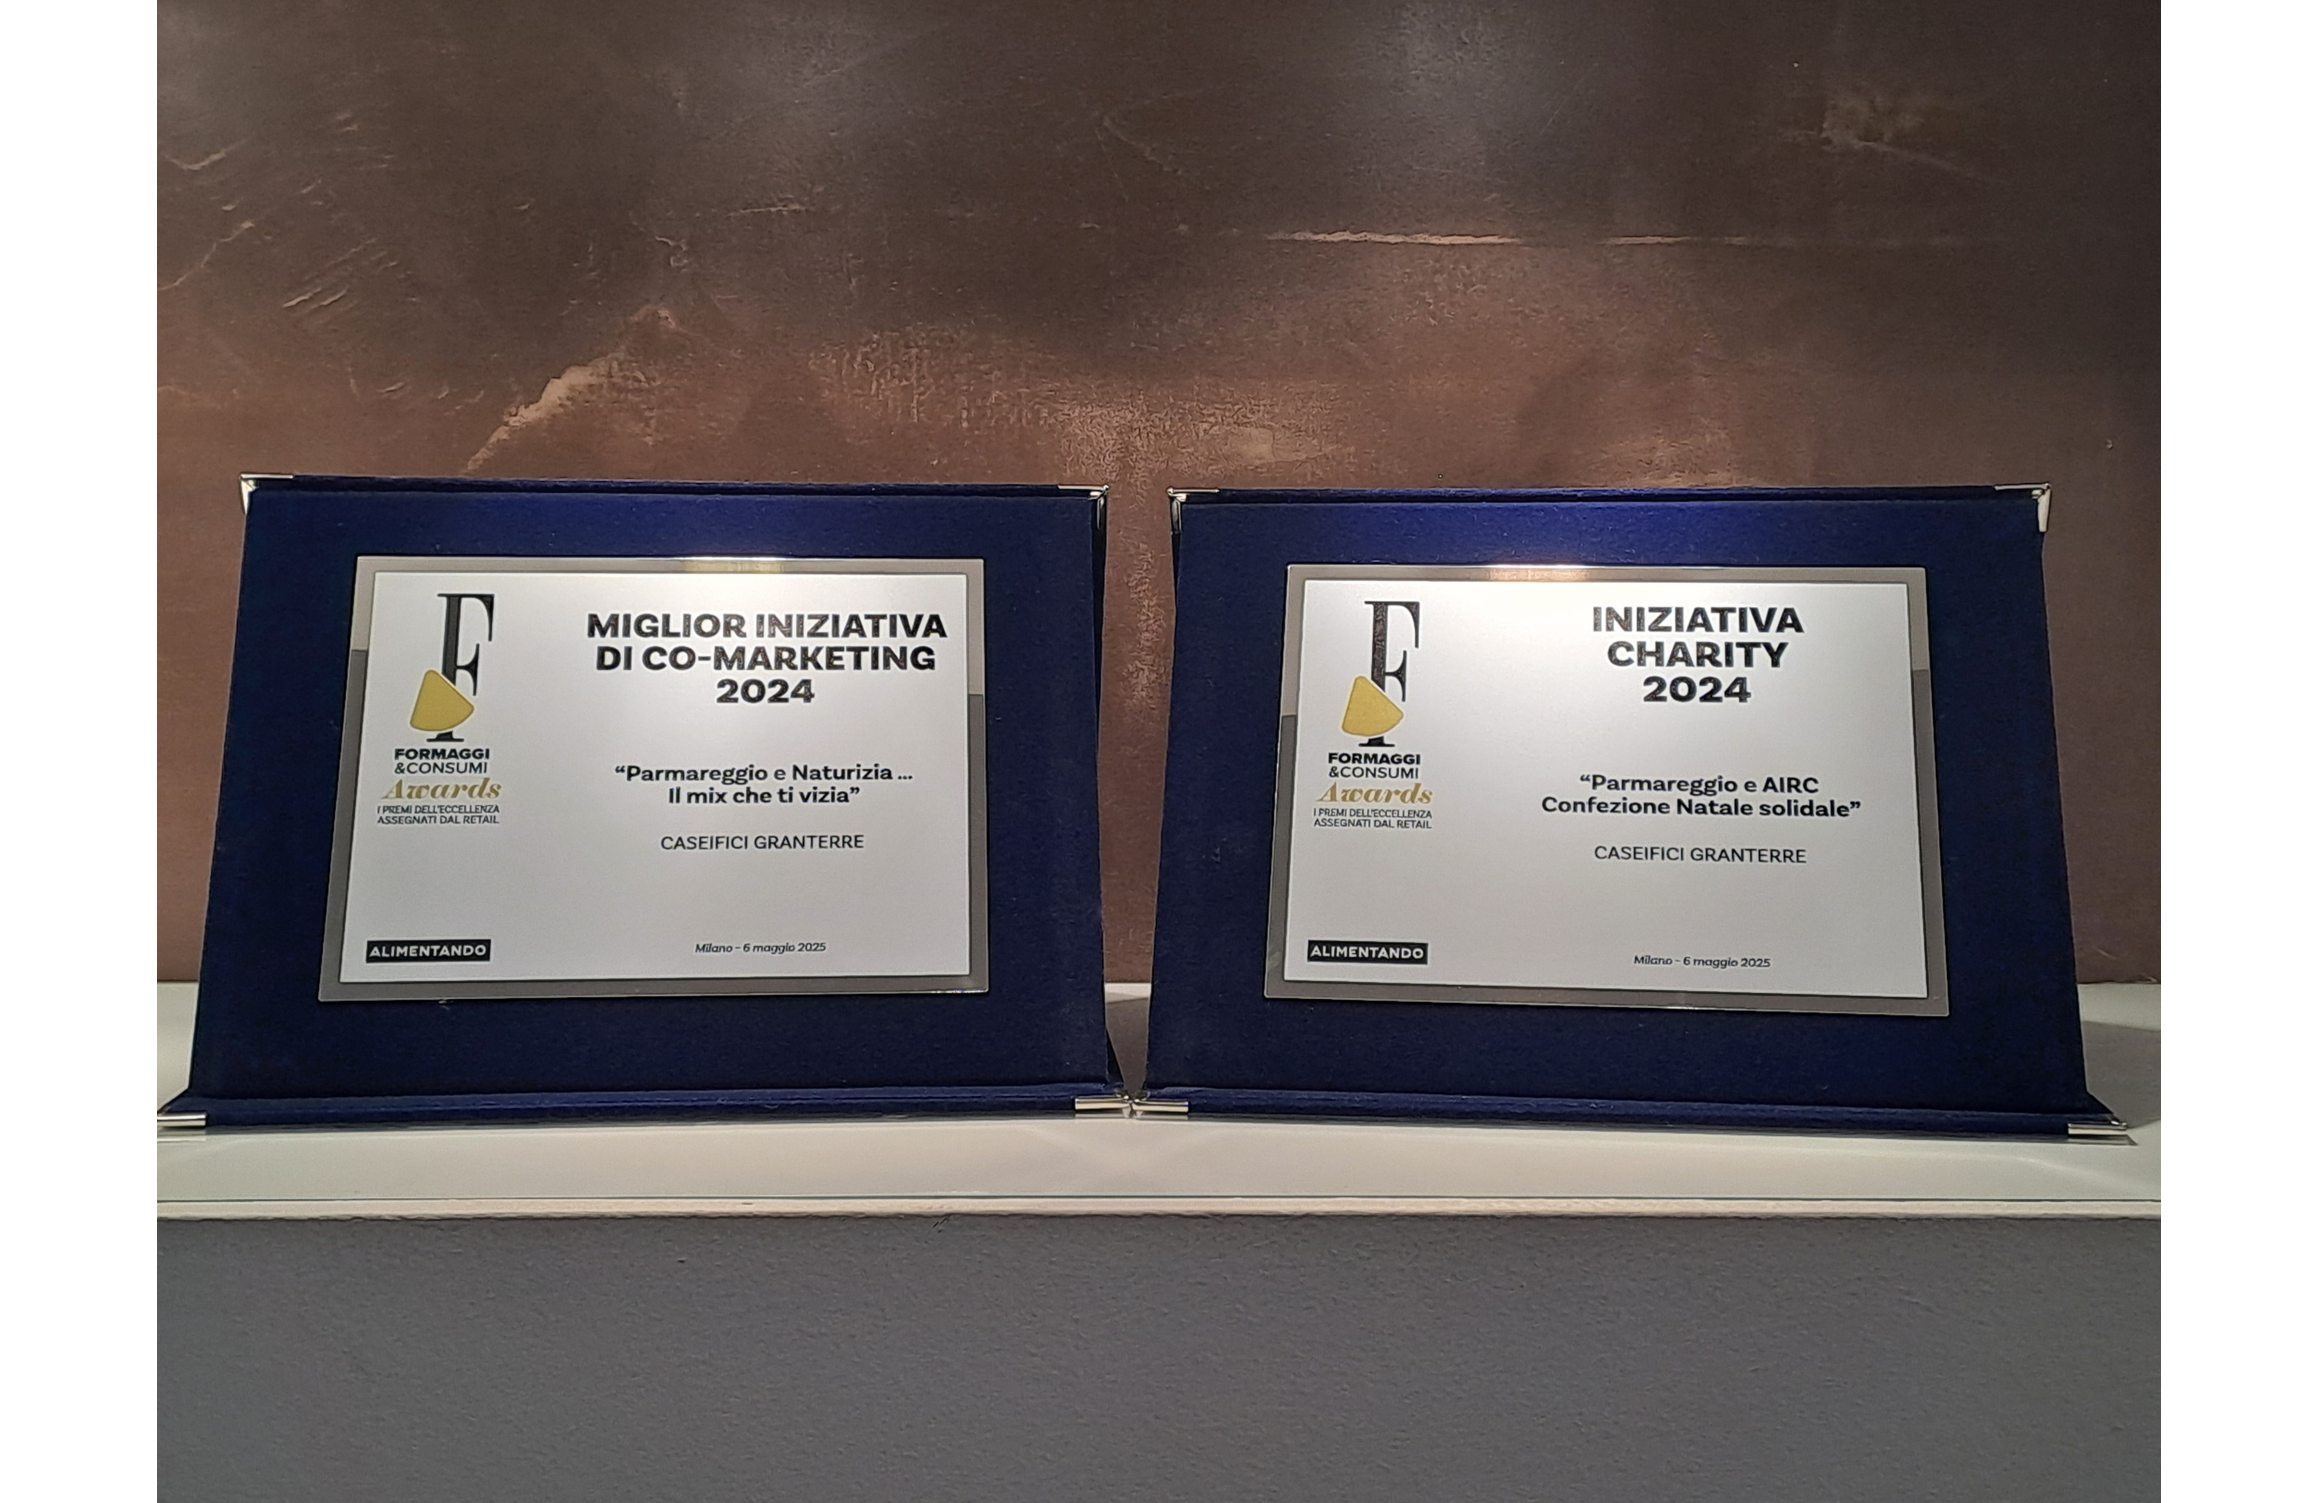 F
FORMAGGI
&CONSUMI
Awards
I PREMI DELL'ECCELLENZA
ASSEGNATI DAL RETAIL
MIGLIOR INIZIATIVA
DI CO-MARKETING
2024
“Parmareggio e Naturizia ...
Il mix che ti vizia”
CASEIFICI GRANTERRE
ALIMENTANDO
Milano - 6 maggio 2025
F
FORMAGGI
&CONSUMI
Awards
I PREMI DELL'ECCELLENZA
ASSEGNATI DAL RETAIL
INIZIATIVA
CHARITY
2024
“Parmareggio e AIRC
Confezione Natale solidale”
CASEIFICI GRANTERRE
ALIMENTANDO
Milano - 6 maggio 2025